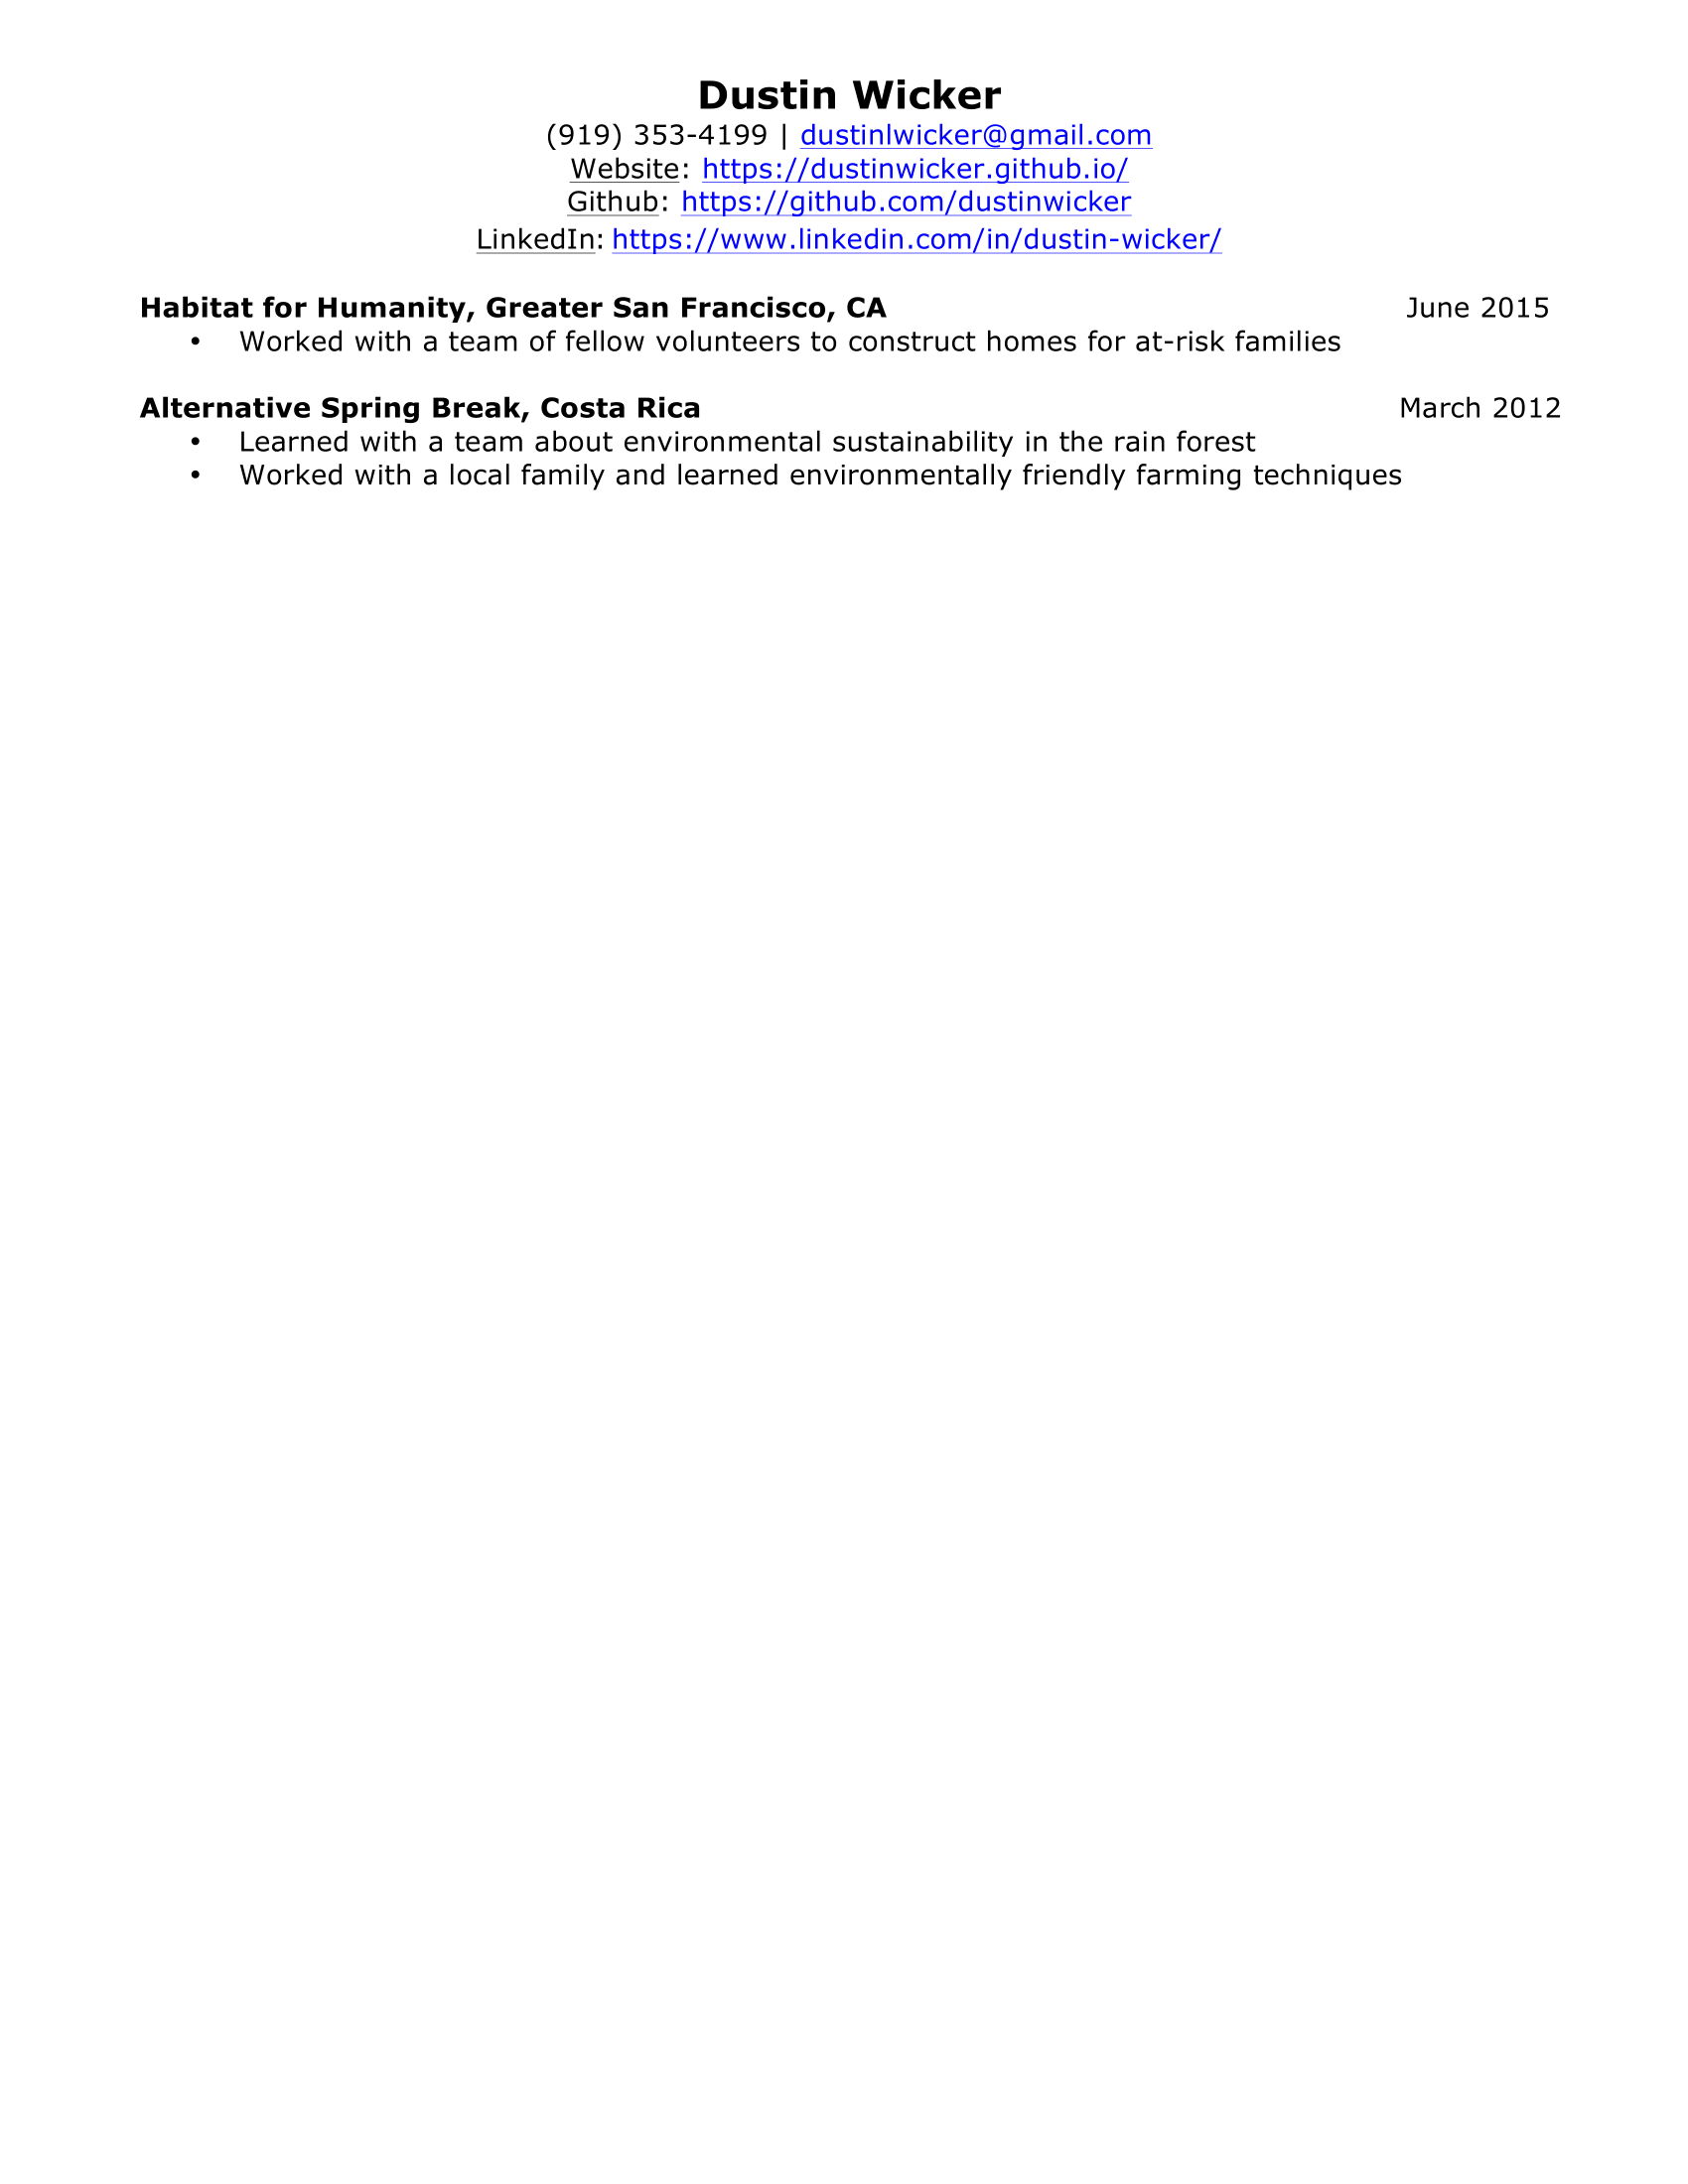 Dustin Wicker
(919) 353-4199 | dustinlwicker@gmail.com
Website: https://dustinwicker.github.io/
Github: https://github.com/dustinwicker
LinkedIn: https://www.linkedin.com/in/dustin-wicker/
Habitat for Humanity, Greater San Francisco, CA June 2015
• Worked with a team of fellow volunteers to construct homes for at-risk families
Alternative Spring Break, Costa Rica March 2012
• Learned with a team about environmental sustainability in the rain forest
• Worked with a local family and learned environmentally friendly farming techniques